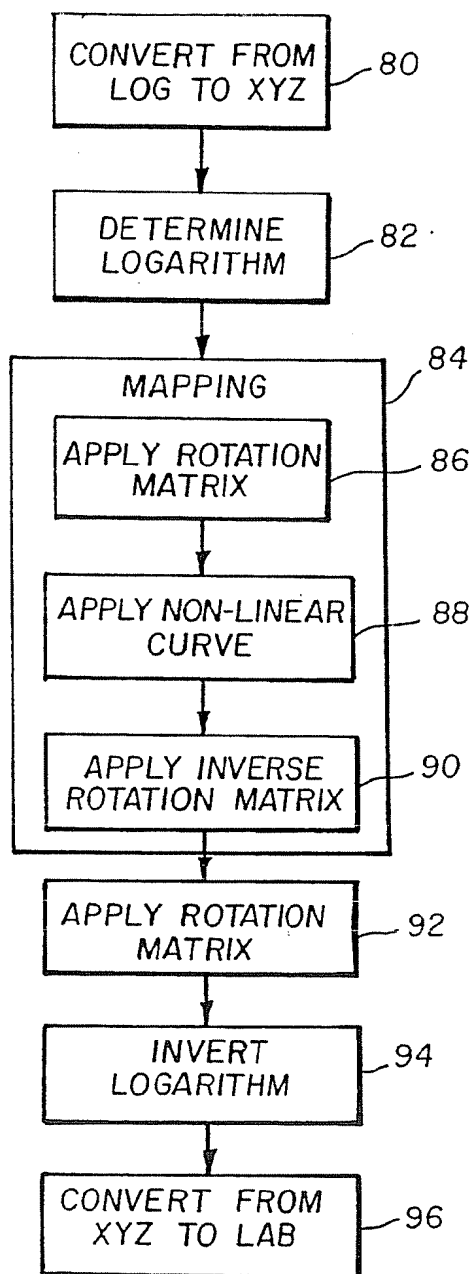 CONVERT FROM
LOG TO XYZ
80
DETERMINE
LOGARITHM
82
84
MAPPING
APPLY ROTATION
MATRIX
86
APPLY NON-LINEAR
CURVE
88
APPLY INVERSE
ROTATION MATRIX
90
APPLY ROTATION
MATRIX
92
INVERT
LOGARITHM
94
CONVERT FROM
XYZ TO LAB
96